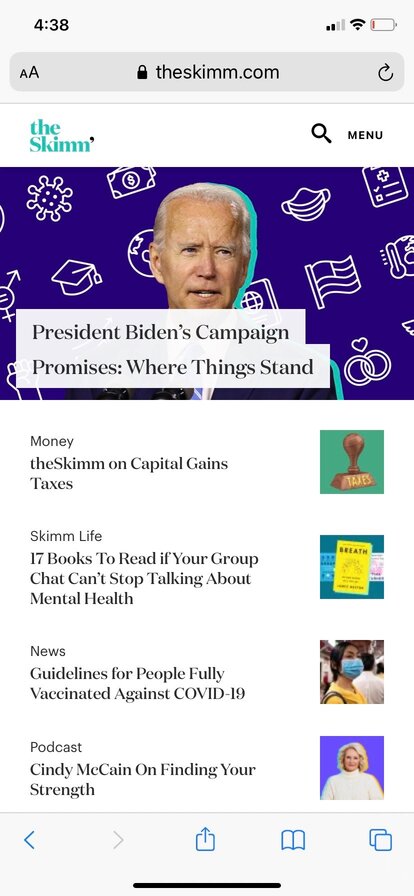 4:38
AA theskimm.com
the
Skimm'
MENU
President Biden's Campaign
Promises: Where Things Stand
Money
theSkimm on Capital Gains
Taxes
TAXES
Skimm Life
17 Books To Read if Your Group
Chat Can't Stop Talking About
Mental Health
BREATH
News
Guidelines for People Fully
Vaccinated Against COVID-19
Podcast
Cindy McCain On Finding Your
Strength